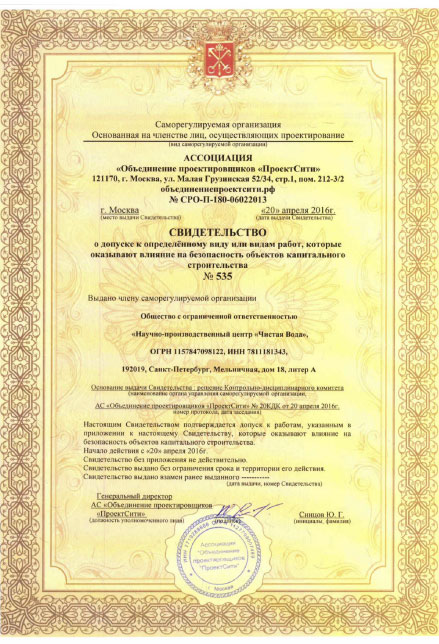 Саморегулируемая организация
Основанная на членстве лиц, осуществляющих проектирование
(вид саморегулируемой организации)
АССОЦИАЦИЯ
«Объединение проектировщиков «ПроектСити»
121170, г. Москва, ул. Малая Грузинская 52/34, стр.1, пом. 212-3/2
объединениепроектсити.рф
№ СРО-П-180-06022013
г. Москва «20» апреля 2016г.
(место выдачи Свидетельства) (дата выдачи Свидетельства)
СВИДЕТЕЛЬСТВО
о допуске к определённому виду или видам работ, которые
оказывают влияние на безопасность объектов капитального
строительства
№ 535
Выдано члену саморегулируемой организации
Общество с ограниченной ответственностью
«Научно-производственный центр «Чистая Вода»,
ОГРН 1157847098122, ИНН 7811181343,
192019, Санкт-Петербург, Мельничная, дом 18, литер А
Основание выдачи Свидетельства: решение Контрольно-дисциплинарного комитета
(наименование органа управления саморегулируемой организации,
АС «Объединение проектировщиков «ПроектСити» № 20КДК от 20 апреля 2016г.
номер протокола, дата заседания)
Настоящим Свидетельством подтверждается допуск к работам, указанным в
приложении к настоящему Свидетельству, которые оказывают влияние на
безопасность объектов капитального строительства.
Начало действия с «20» апреля 2016г.
Свидетельство без приложения не действительно.
Свидетельство выдано без ограничения срока и территории его действия.
Свидетельство выдано взамен ранее выданного -----------
(дата выдачи, номер Свидетельства)
Генеральный директор
АС «Объединение проектировщиков
«ПроектСити» Синцов Ю. Г.
(должность уполномоченного лица) (подпись) (инициалы, фамилия)
Ассоциация
"Объединение
проектировщиков
"ПроектСити"
г. Москва